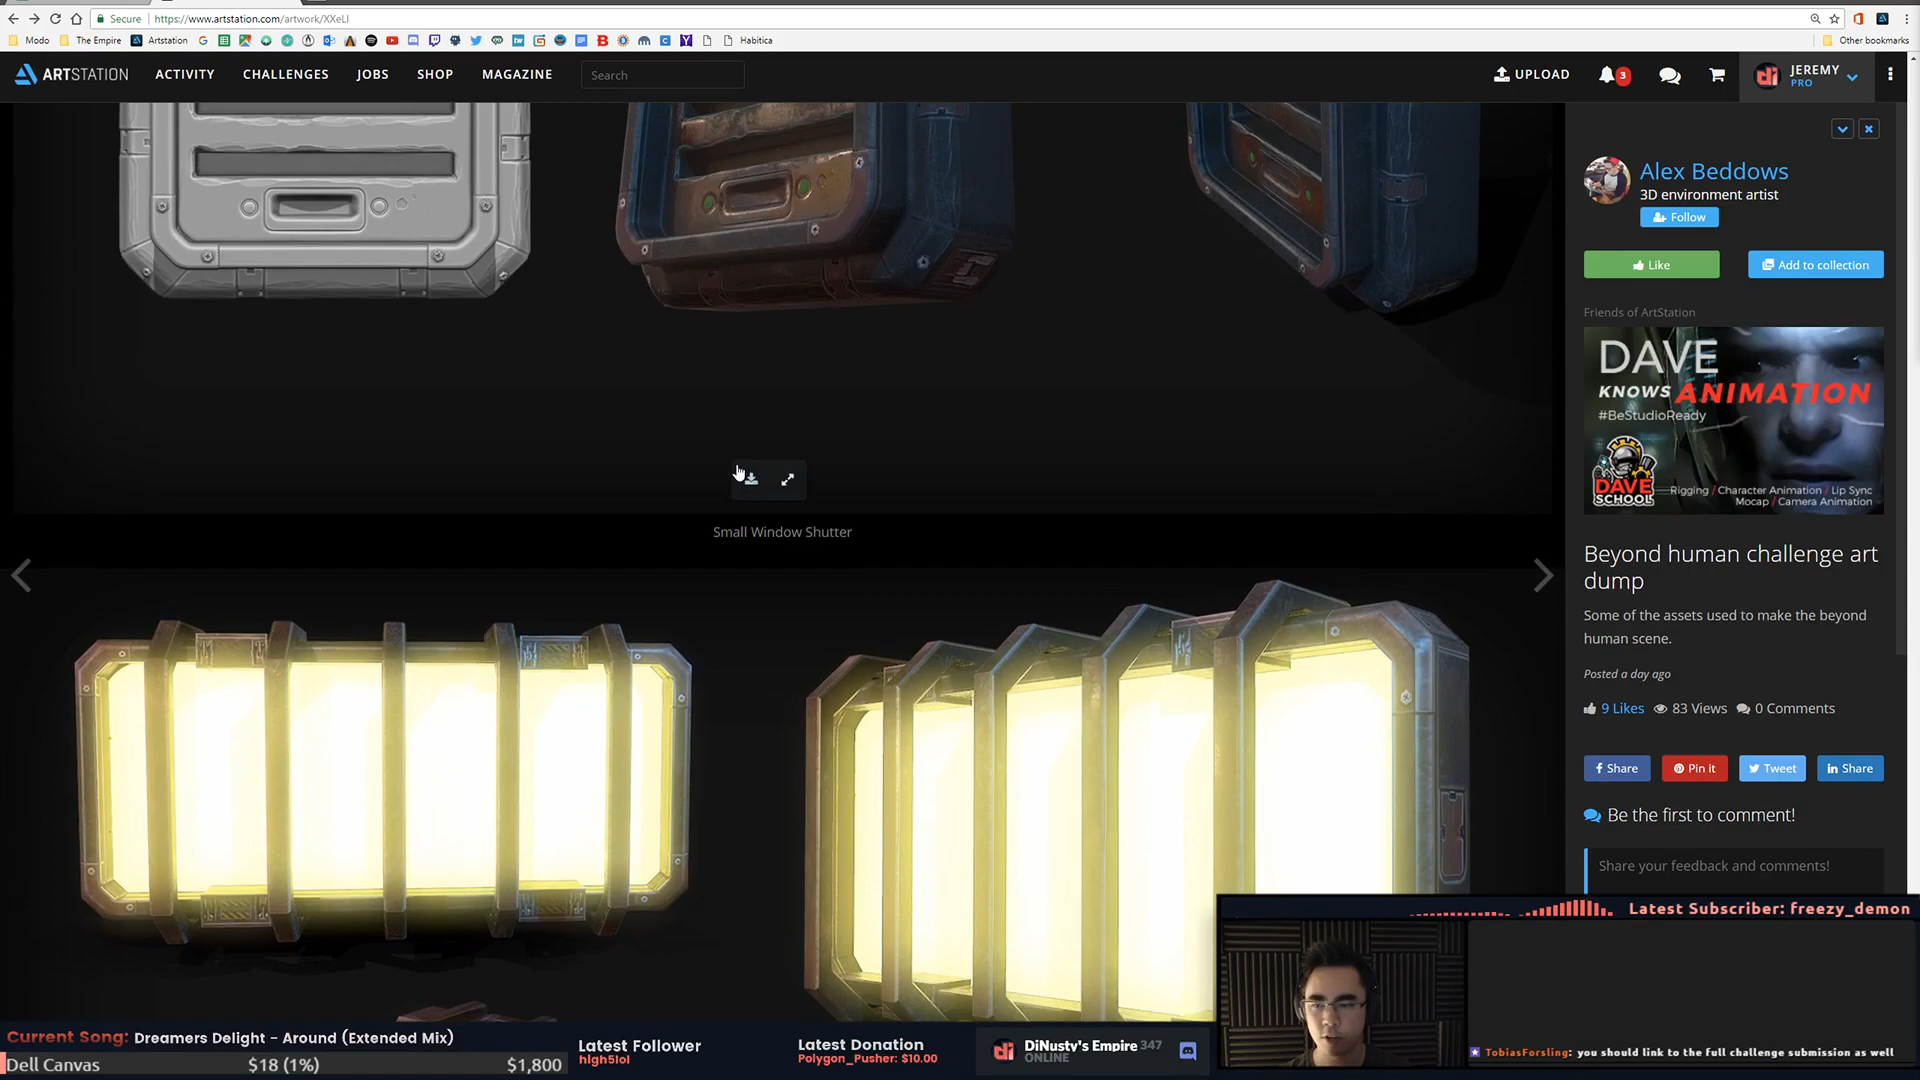 Secure
https://www.artstation.com/artwork/XXeLl
Modo
The Empire
Artstation
Habitica
Other bookmarks
ARTSTATION
ACTIVITY
CHALLENGES
JOBS
SHOP
MAGAZINE
Search
UPLOAD
3
JEREMY
PRO
Alex Beddows
3D environment artist
Follow
Like
Add to collection
Friends of ArtStation
DAVE
KNOWS ANIMATION
#BeStudioReady
DAVE
SCHOOL
Rigging / Character Animation / Lip Sync
Mocap / Camera Animation
Small Window Shutter
Beyond human challenge art
dump
Some of the assets used to make the beyond
human scene.
Posted a day ago
9 Likes
83 Views
0 Comments
Share
Pin it
Tweet
Share
Be the first to comment!
Share your feedback and comments!
Latest Subscriber: freezy_demon
TobiasForsling: you should link to the full challenge submission as well
Current Song: Dreamers Delight - Around (Extended Mix)
Dell Canvas
$18 (1%)
$1,800
Latest Follower
h1gh5lol
Latest Donation
Polygon_Pusher: $10.00
di
DiNusty's Empire 347
ONLINE